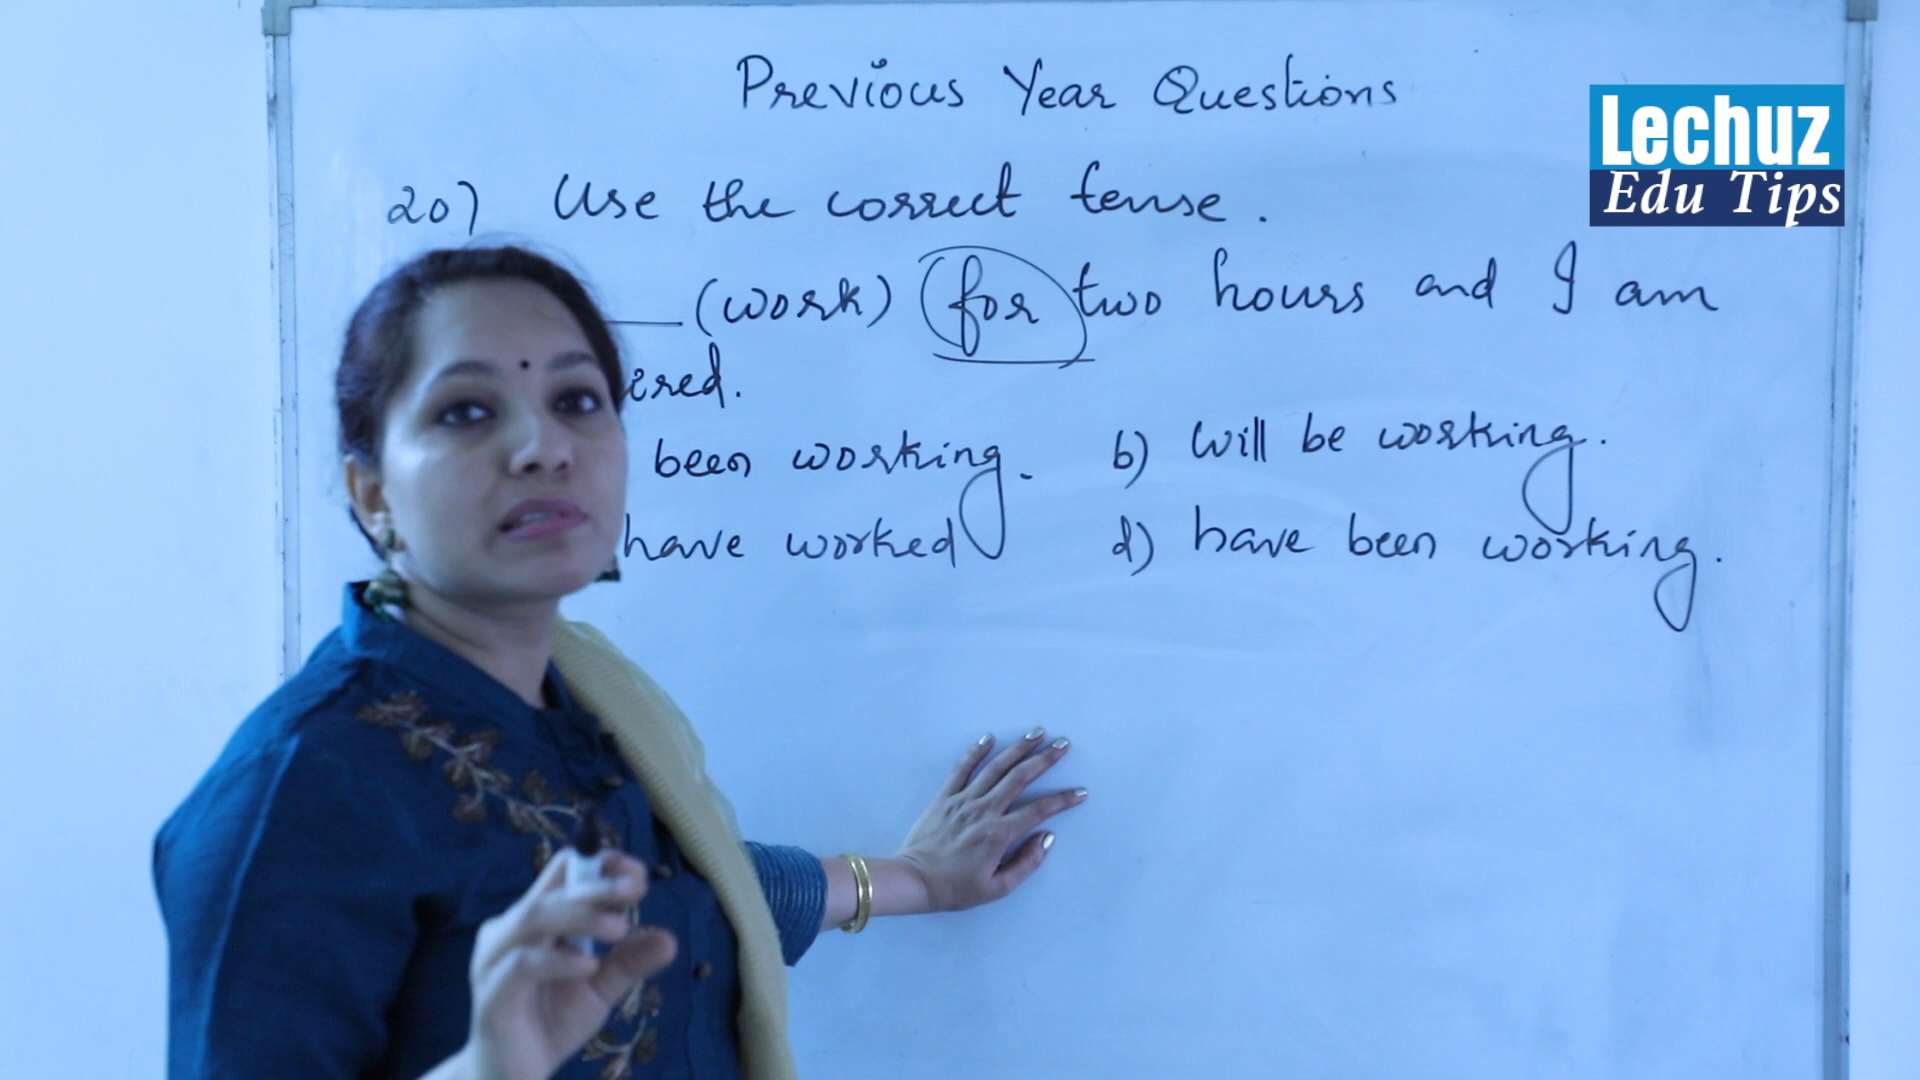 Previous Year Questions
Lechuz
Edu Tips
20) Use the correct tense.
(work) for two hours and I am
ired.
been working. b) Will be working.
have worked d) have been working.